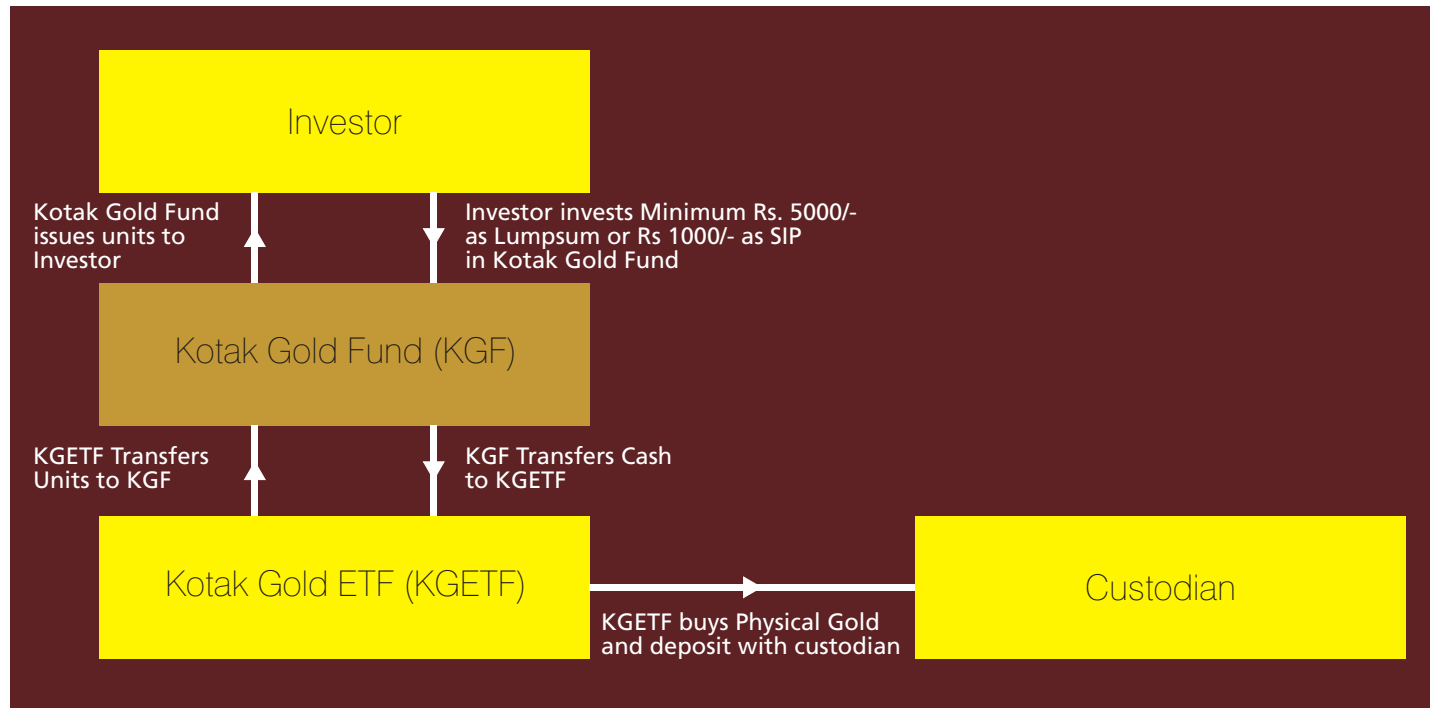 Investor
Kotak Gold Fund
issues units to
Investor
Investor invests Minimum Rs. 5000/-
as Lumpsum or Rs 1000/- as SIP
in Kotak Gold Fund
Kotak Gold Fund (KGF)
KGETF Transfers
Units to KGF
KGF Transfers Cash
to KGETF
Kotak Gold ETF (KGETF)
KGETF buys Physical Gold
and deposit with custodian
Custodian